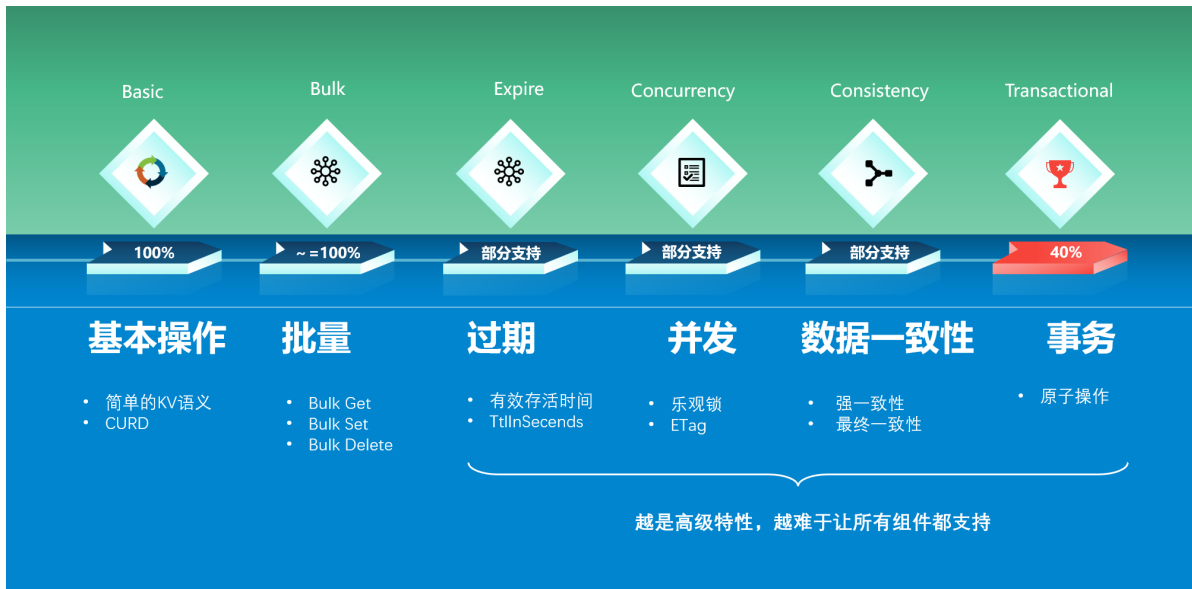 Basic
Bulk
Expire
Concurrency
Consistency
Transactional
100%
~=100%
部分支持
部分支持
部分支持
40%
基本操作
批量
过期
并发
数据一致性
事务
• 简单的KV语义
• CURD
• Bulk Get
• Bulk Set
• Bulk Delete
• 有效存活时间
• TtlInSecends
• 乐观锁
• ETag
• 强一致性
• 最终一致性
• 原子操作
越是高级特性，越难于让所有组件都支持